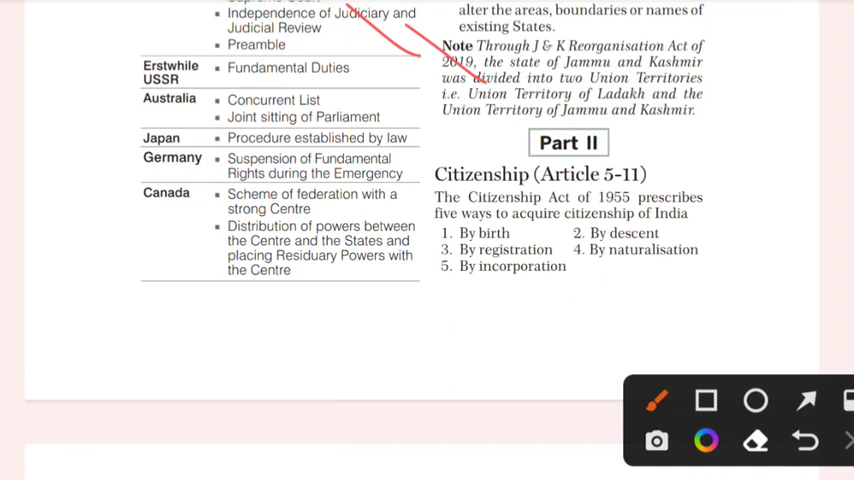 Independence of Judiciary and
Judicial Review
Preamble
Erstwhile
USSR
Fundamental Duties
Australia
Concurrent List
Joint sitting of Parliament
Japan
Procedure established by law
Germany
Suspension of Fundamental
Rights during the Emergency
Canada
Scheme of federation with a
strong Centre
Distribution of powers between
the Centre and the States and
placing Residuary Powers with
the Centre
alter the areas, boundaries or names of
existing States.
Note Through J & K Reorganisation Act of
2019, the state of Jammu and Kashmir
was divided into two Union Territories
i.e. Union Territory of Ladakh and the
Union Territory of Jammu and Kashmir.
Part II
Citizenship (Article 5-11)
The Citizenship Act of 1955 prescribes
five ways to acquire citizenship of India
1. By birth 2. By descent
3. By registration 4. By naturalisation
5. By incorporation